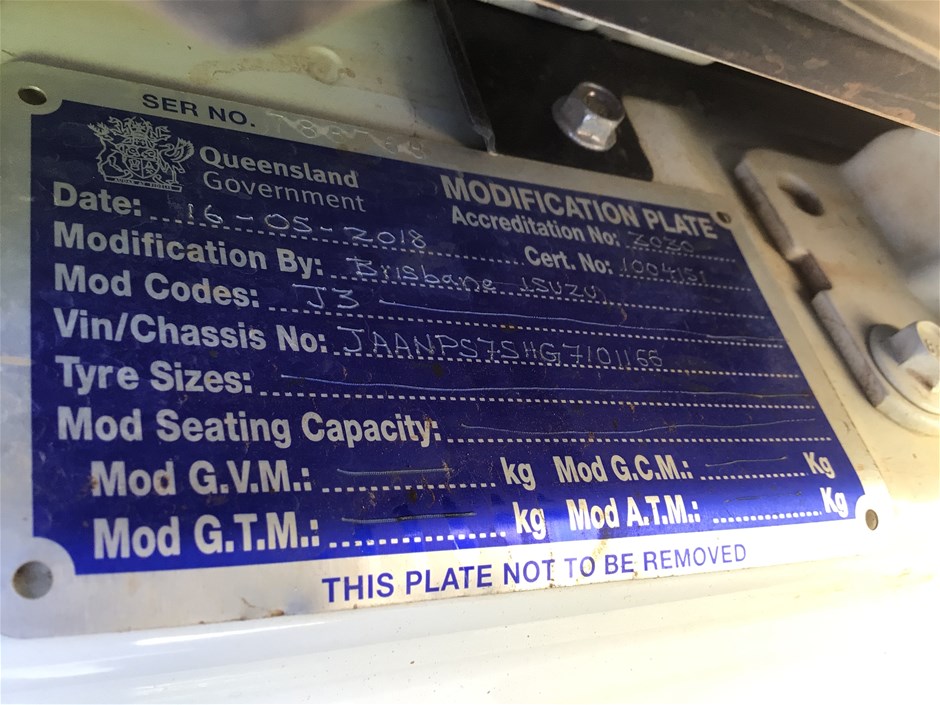 SER NO.
Queensland
Government
MODIFICATION PLATE
Date: 16-05-2018
Accreditation No: 2020
Modification By: Brisbane ISUZU
Cert. No: 1004151
Mod Codes: J3
Vin/Chassis No: JAANPS75HG7101166
Tyre Sizes:
Mod Seating Capacity:
Mod G.V.M.: kg Mod G.C.M.: Kg
Mod G.T.M.: kg Mod A.T.M.: Kg
THIS PLATE NOT TO BE REMOVED